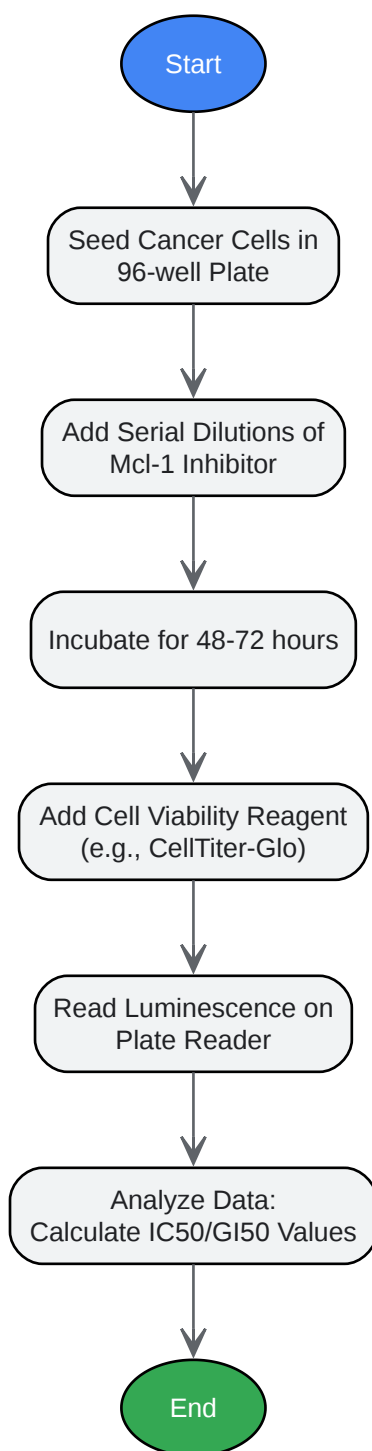 Start
Seed Cancer Cells in
96-well Plate
Add Serial Dilutions of
Mcl-1 Inhibitor
Incubate for 48-72 hours
Add Cell Viability Reagent
(e.g., CellTiter-Glo)
Read Luminescence on
Plate Reader
Analyze Data:
Calculate IC50/GI50 Values
End